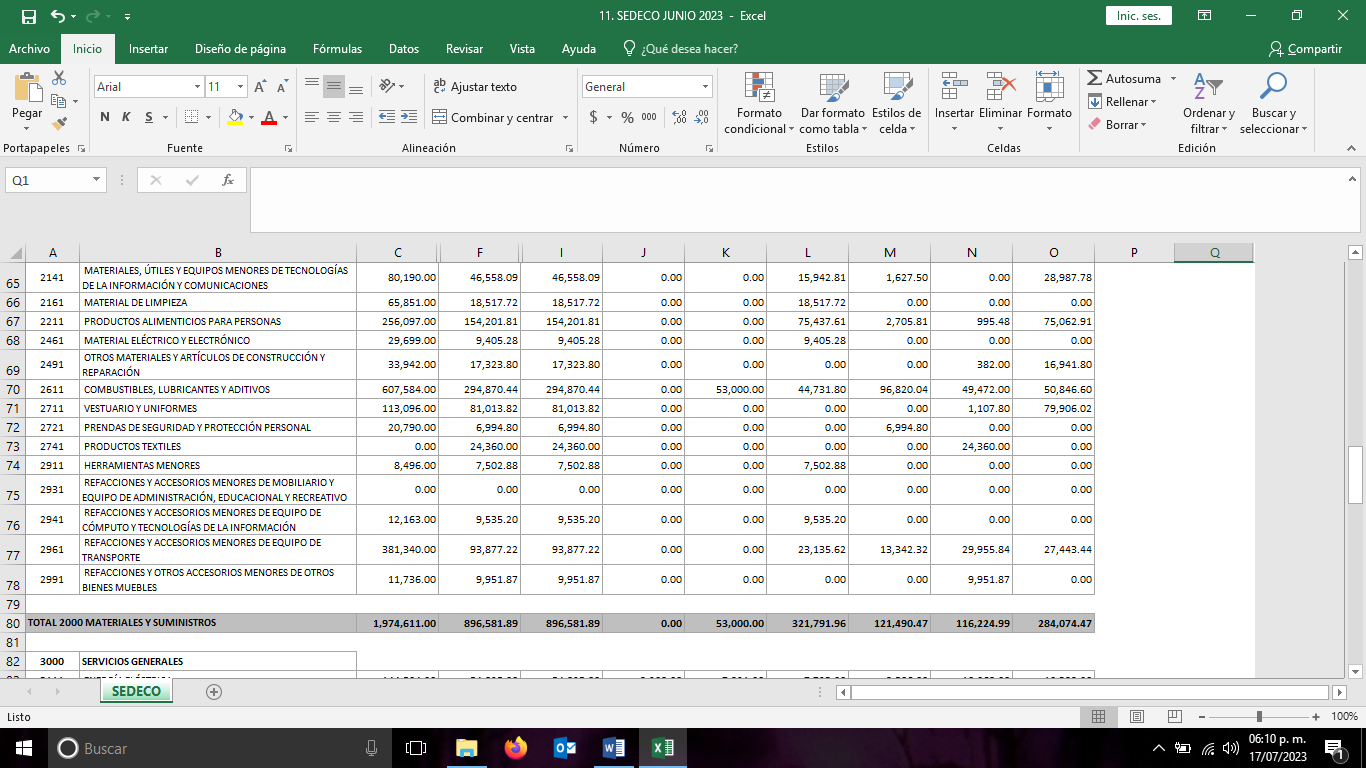 11. SEDECO JUNIO 2023 - Excel
Inic. ses.
Archivo Inicio Insertar Diseño de página Fórmulas Datos Revisar Vista Ayuda ¿Qué desea hacer? Compartir
Pegar
Portapapeles
Arial 11
N K S
Fuente
Ajustar texto
Combinar y centrar
Alineación
General
$ % 000
Número
Formato condicional
Dar formato como tabla
Estilos de celda
Estilos
Insertar Eliminar Formato
Celdas
Autosuma
Rellenar
Borrar
Ordenar y filtrar
Buscar y seleccionar
Edición
Q1 fx
A B C F I J K L M N O P Q
65 2141 MATERIALES, ÚTILES Y EQUIPOS MENORES DE TECNOLOGÍAS DE LA INFORMACIÓN Y COMUNICACIONES 80,190.00 46,558.09 46,558.09 0.00 0.00 15,942.81 1,627.50 0.00 28,987.78
66 2161 MATERIAL DE LIMPIEZA 65,851.00 18,517.72 18,517.72 0.00 0.00 18,517.72 0.00 0.00 0.00
67 2211 PRODUCTOS ALIMENTICIOS PARA PERSONAS 256,097.00 154,201.81 154,201.81 0.00 0.00 75,437.61 2,705.81 995.48 75,062.91
68 2461 MATERIAL ELÉCTRICO Y ELECTRÓNICO 29,699.00 9,405.28 9,405.28 0.00 0.00 9,405.28 0.00 0.00 0.00
69 2491 OTROS MATERIALES Y ARTÍCULOS DE CONSTRUCCIÓN Y REPARACIÓN 33,942.00 17,323.80 17,323.80 0.00 0.00 0.00 0.00 382.00 16,941.80
70 2611 COMBUSTIBLES, LUBRICANTES Y ADITIVOS 607,584.00 294,870.44 294,870.44 0.00 53,000.00 44,731.80 96,820.04 49,472.00 50,846.60
71 2711 VESTUARIO Y UNIFORMES 113,096.00 81,013.82 81,013.82 0.00 0.00 0.00 0.00 1,107.80 79,906.02
72 2721 PRENDAS DE SEGURIDAD Y PROTECCIÓN PERSONAL 20,790.00 6,994.80 6,994.80 0.00 0.00 0.00 6,994.80 0.00 0.00
73 2741 PRODUCTOS TEXTILES 0.00 24,360.00 24,360.00 0.00 0.00 0.00 0.00 24,360.00 0.00
74 2911 HERRAMIENTAS MENORES 8,496.00 7,502.88 7,502.88 0.00 0.00 7,502.88 0.00 0.00 0.00
75 2931 REFACCIONES Y ACCESORIOS MENORES DE MOBILIARIO Y EQUIPO DE ADMINISTRACIÓN, EDUCACIONAL Y RECREATIVO 0.00 0.00 0.00 0.00 0.00 0.00 0.00 0.00 0.00
76 2941 REFACCIONES Y ACCESORIOS MENORES DE EQUIPO DE CÓMPUTO Y TECNOLOGÍAS DE LA INFORMACIÓN 12,163.00 9,535.20 9,535.20 0.00 0.00 9,535.20 0.00 0.00 0.00
77 2961 REFACCIONES Y ACCESORIOS MENORES DE EQUIPO DE TRANSPORTE 381,340.00 93,877.22 93,877.22 0.00 0.00 23,135.62 13,342.32 29,955.84 27,443.44
78 2991 REFACCIONES Y OTROS ACCESORIOS MENORES DE OTROS BIENES MUEBLES 11,736.00 9,951.87 9,951.87 0.00 0.00 0.00 0.00 9,951.87 0.00
79
80 TOTAL 2000 MATERIALES Y SUMINISTROS 1,974,611.00 896,581.89 896,581.89 0.00 53,000.00 321,791.96 121,490.47 116,224.99 284,074.47
81
82 3000 SERVICIOS GENERALES
SEDECO
Listo 100%
Buscar
06:10 p. m.
17/07/2023
1